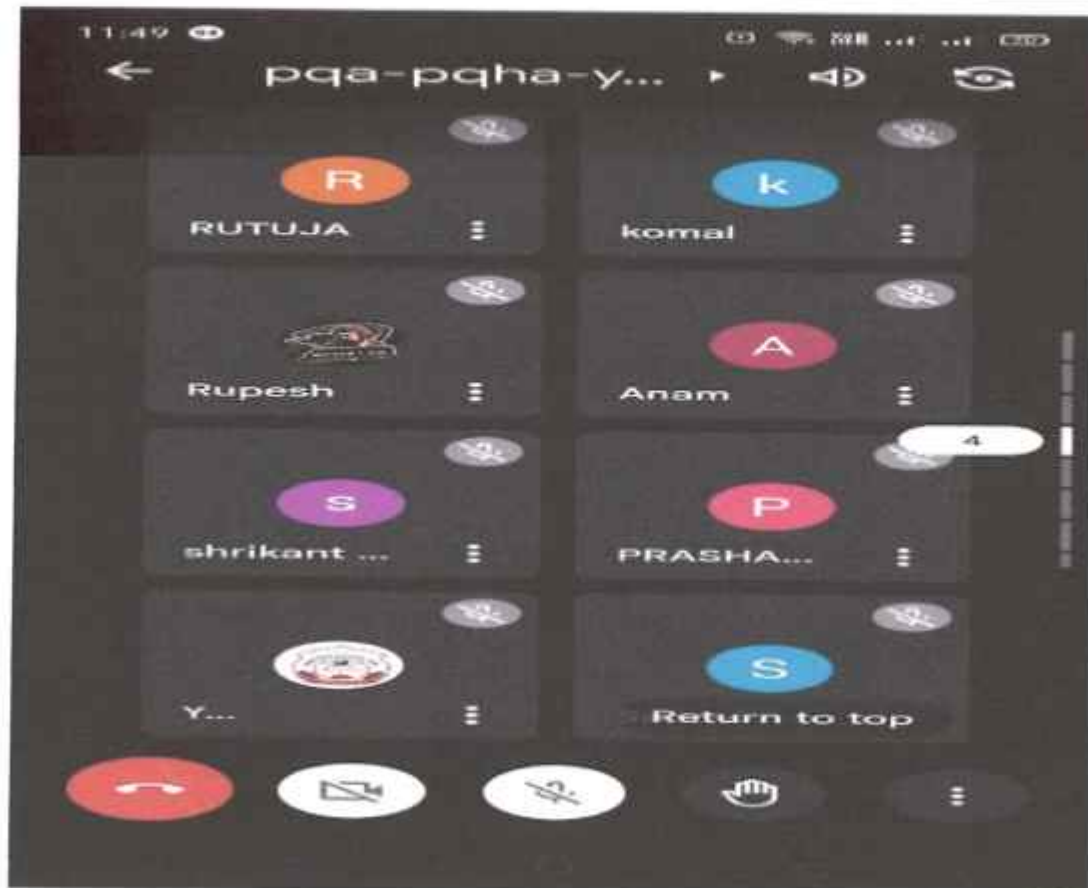 11:49
pqa-pqha-y...
R
k
RUTUJA
komal
A
Rupesh
Anam
4
s
P
shrikant ...
PRASHA...
S
Y...
Return to top